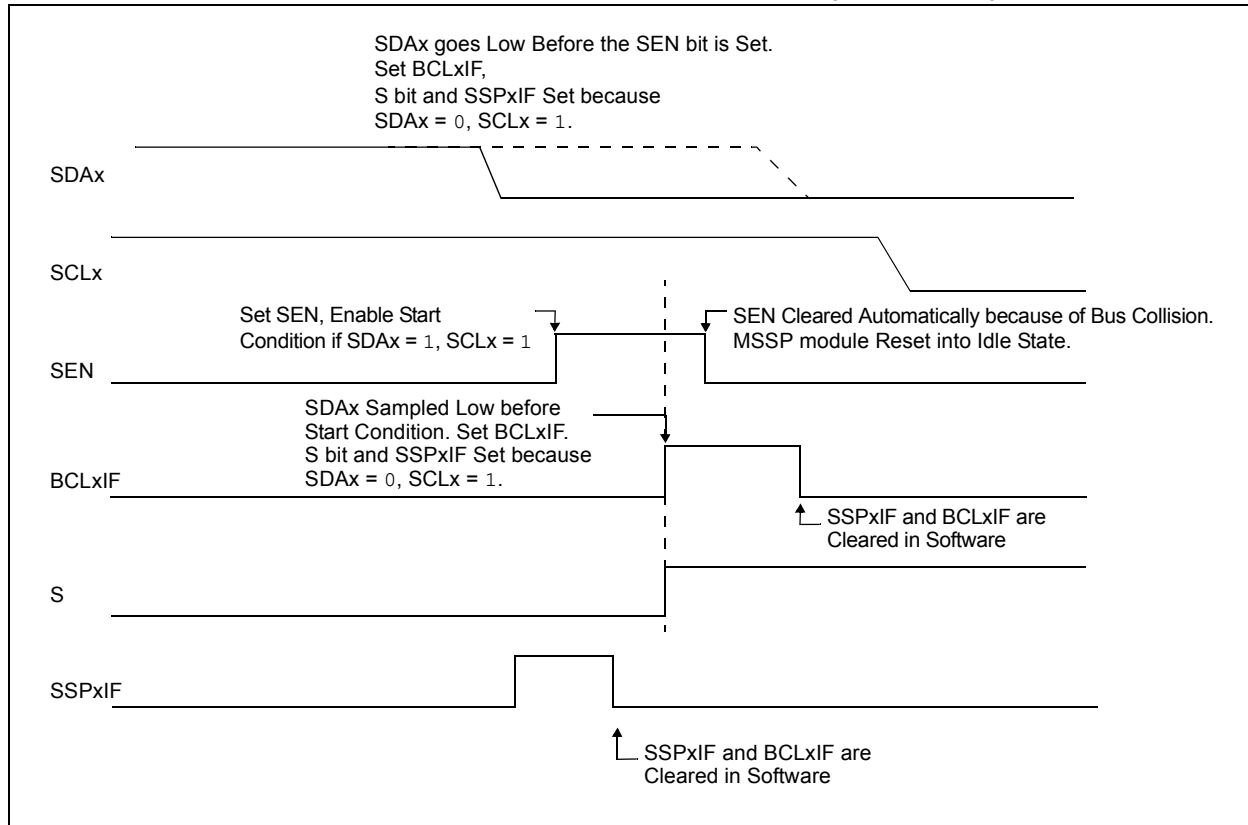 SDAx goes Low Before the SEN bit is Set.
Set BCLxIF,
S bit and SSPxIF Set because
SDAx = 0, SCLx = 1.
SDAx
SCLx
Set SEN, Enable Start
Condition if SDAx = 1, SCLx = 1
SEN Cleared Automatically because of Bus Collision.
MSSP module Reset into Idle State.
SEN
SDAx Sampled Low before
Start Condition. Set BCLxIF.
S bit and SSPxIF Set because
SDAx = 0, SCLx = 1.
BCLxIF
SSPxIF and BCLxIF are
Cleared in Software
S
SSPxIF
SSPxIF and BCLxIF are
Cleared in Software